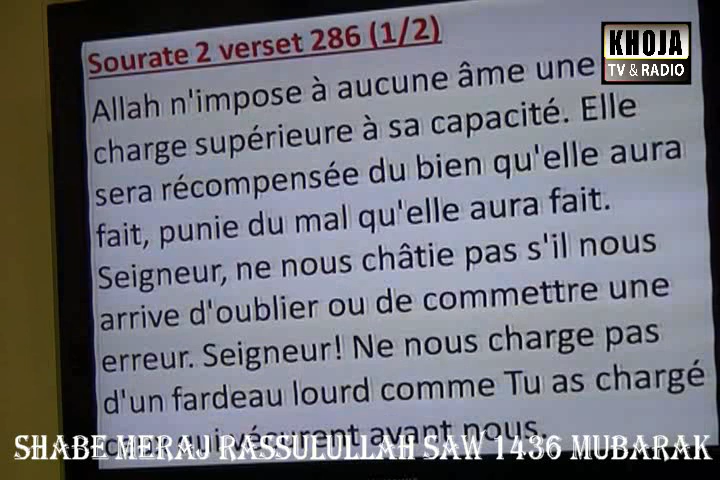 Sourate 2 verset 286 (1/2)
KHOJA
TV & RADIO
Allah n'impose à aucune âme une
charge supérieure à sa capacité. Elle
sera récompensée du bien qu'elle aura
fait, punie du mal qu'elle aura fait.
Seigneur, ne nous châtie pas s'il nous
arrive d'oublier ou de commettre une
erreur. Seigneur! Ne nous charge pas
d'un fardeau lourd comme Tu as chargé
vécurent avant nous.
SHABE MERAJ RASSULULLAH SAW 1436 MUBARAK